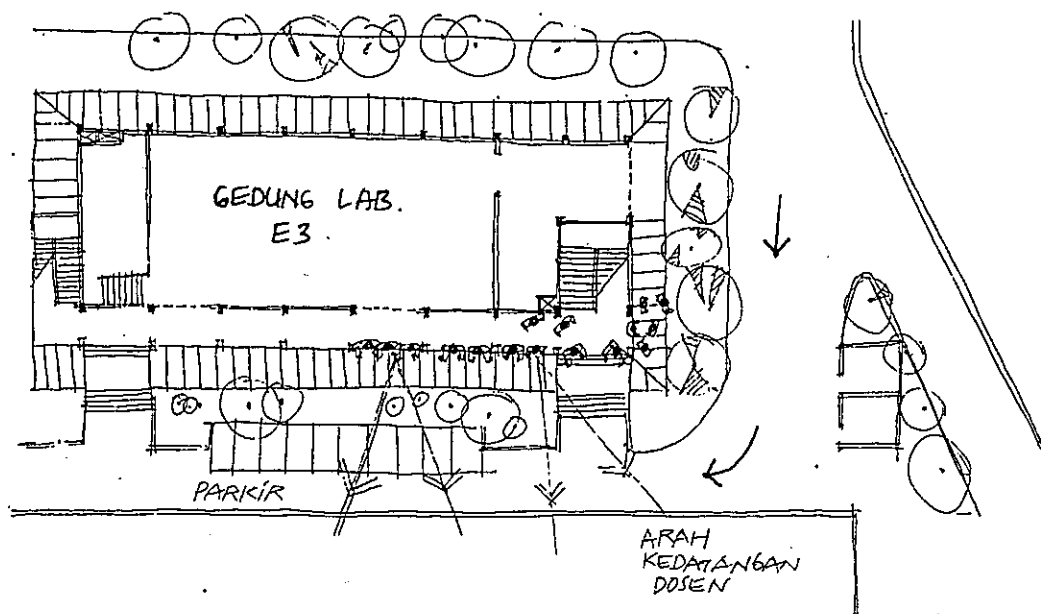 GEDUNG LAB.
E3
PARKIR
ARAH
KEDATANGAN
DOSEN